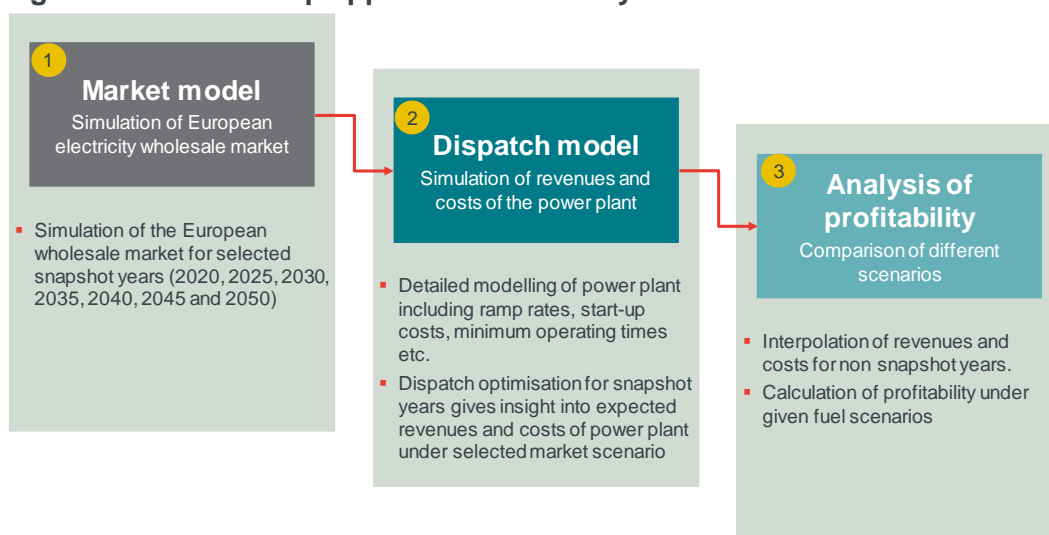 1
Market model
Simulation of European
electricity wholesale market
▪ Simulation of the European
wholesale market for selected
snapshot years (2020, 2025, 2030,
2035, 2040, 2045 and 2050)
2
Dispatch model
Simulation of revenues and
costs of the power plant
▪ Detailed modelling of power plant
including ramp rates, start-up
costs, minimum operating times
etc.
▪ Dispatch optimisation for snapshot
years gives insight into expected
revenues and costs of power plant
under selected market scenario
3
Analysis of
profitability
Comparison of different
scenarios
▪ Interpolation of revenues and
costs for non snapshot years.
▪ Calculation of profitability under
given fuel scenarios